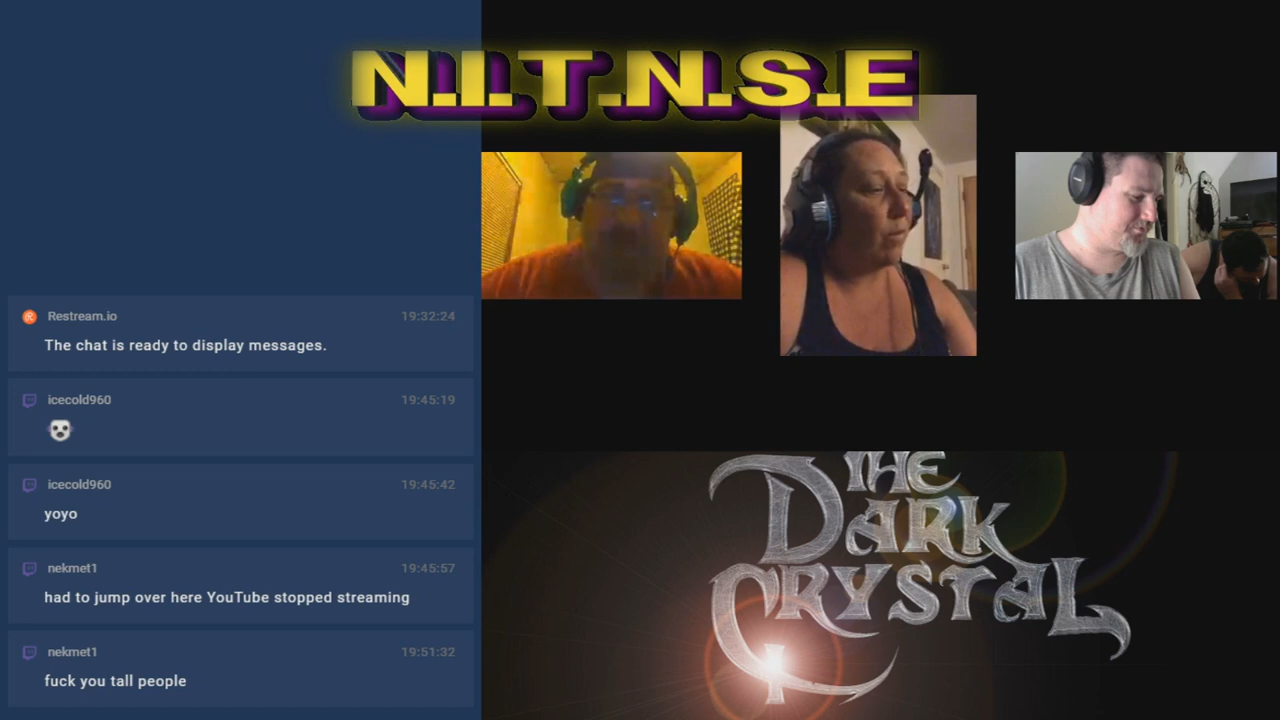 N.I.T.N.S.E
Restream.io 19:32:24
The chat is ready to display messages.
icecold960 19:45:19
icecold960 19:45:42
yoyo
nekmet1 19:45:57
had to jump over here YouTube stopped streaming
nekmet1 19:51:32
fuck you tall people
THE
DARK
CRYSTAL